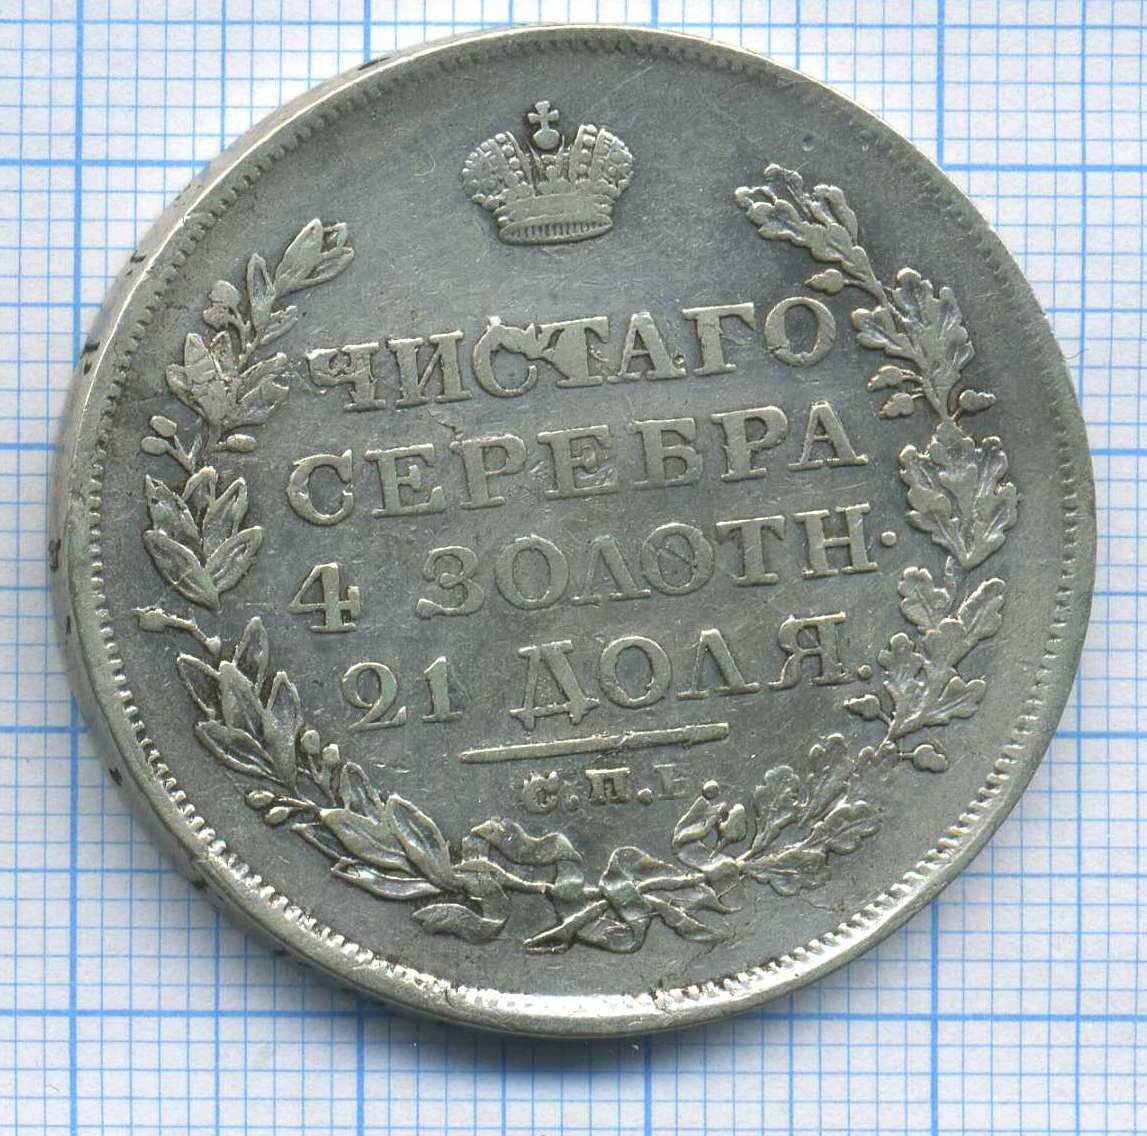 ЧИСТАГО
СЕРЕБРА
4 ЗОЛОТН.
21 ДОЛЯ.
С.П.Б.